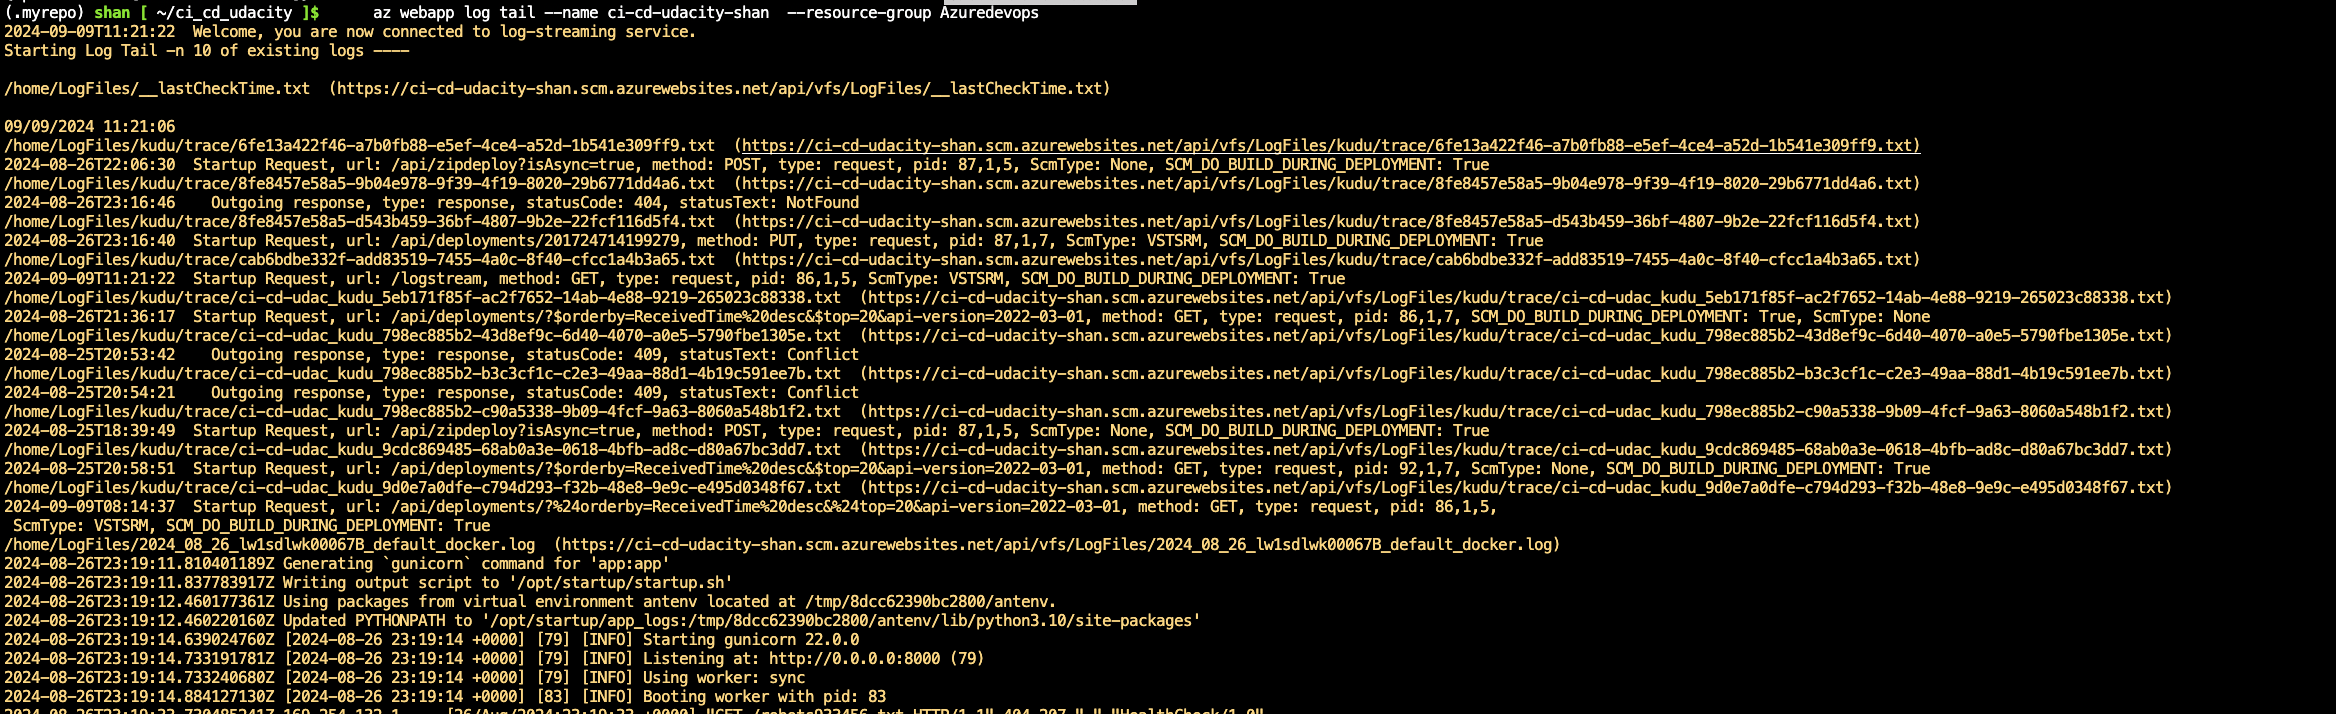 (.myrepo) shan [ ~/ci_cd_udacity ]$      az webapp log tail --name ci-cd-udacity-shan  --resource-group Azuredevops
2024-09-09T11:21:22  Welcome, you are now connected to log-streaming service.
Starting Log Tail -n 10 of existing logs ----
/home/LogFiles/__lastCheckTime.txt  (https://ci-cd-udacity-shan.scm.azurewebsites.net/api/vfs/LogFiles/__lastCheckTime.txt)
09/09/2024 11:21:06
/home/LogFiles/kudu/trace/6fe13a422f46-a7b0fb88-e5ef-4ce4-a52d-1b541e309ff9.txt  (https://ci-cd-udacity-shan.scm.azurewebsites.net/api/vfs/LogFiles/kudu/trace/6fe13a422f46-a7b0fb88-e5ef-4ce4-a52d-1b541e309ff9.txt)
2024-08-26T22:06:30  Startup Request, url: /api/zipdeploy?isAsync=true, method: POST, type: request, pid: 87,1,5, ScmType: None, SCM_DO_BUILD_DURING_DEPLOYMENT: True
/home/LogFiles/kudu/trace/8fe8457e58a5-9b04e978-9f39-4f19-8020-29b6771dd4a6.txt  (https://ci-cd-udacity-shan.scm.azurewebsites.net/api/vfs/LogFiles/kudu/trace/8fe8457e58a5-9b04e978-9f39-4f19-8020-29b6771dd4a6.txt)
2024-08-26T23:16:46    Outgoing response, type: response, statusCode: 404, statusText: NotFound
/home/LogFiles/kudu/trace/8fe8457e58a5-d543b459-36bf-4807-9b2e-22fcf116d5f4.txt  (https://ci-cd-udacity-shan.scm.azurewebsites.net/api/vfs/LogFiles/kudu/trace/8fe8457e58a5-d543b459-36bf-4807-9b2e-22fcf116d5f4.txt)
2024-08-26T23:16:40  Startup Request, url: /api/deployments/201724714199279, method: PUT, type: request, pid: 87,1,7, ScmType: VSTSRM, SCM_DO_BUILD_DURING_DEPLOYMENT: True
/home/LogFiles/kudu/trace/cab6bdbe332f-add83519-7455-4a0c-8f40-cfcc1a4b3a65.txt  (https://ci-cd-udacity-shan.scm.azurewebsites.net/api/vfs/LogFiles/kudu/trace/cab6bdbe332f-add83519-7455-4a0c-8f40-cfcc1a4b3a65.txt)
2024-09-09T11:21:22  Startup Request, url: /logstream, method: GET, type: request, pid: 86,1,5, ScmType: VSTSRM, SCM_DO_BUILD_DURING_DEPLOYMENT: True
/home/LogFiles/kudu/trace/ci-cd-udac_kudu_5eb171f85f-ac2f7652-14ab-4e88-9219-265023c88338.txt  (https://ci-cd-udacity-shan.scm.azurewebsites.net/api/vfs/LogFiles/kudu/trace/ci-cd-udac_kudu_5eb171f85f-ac2f7652-14ab-4e88-9219-265023c88338.txt)
2024-08-26T21:36:17  Startup Request, url: /api/deployments/?$orderby=ReceivedTime%20desc&$top=20&api-version=2022-03-01, method: GET, type: request, pid: 86,1,7, SCM_DO_BUILD_DURING_DEPLOYMENT: True, ScmType: None
/home/LogFiles/kudu/trace/ci-cd-udac_kudu_798ec885b2-43d8ef9c-6d40-4070-a0e5-5790fbe1305e.txt  (https://ci-cd-udacity-shan.scm.azurewebsites.net/api/vfs/LogFiles/kudu/trace/ci-cd-udac_kudu_798ec885b2-43d8ef9c-6d40-4070-a0e5-5790fbe1305e.txt)
2024-08-25T20:53:42    Outgoing response, type: response, statusCode: 409, statusText: Conflict
/home/LogFiles/kudu/trace/ci-cd-udac_kudu_798ec885b2-b3c3cf1c-c2e3-49aa-88d1-4b19c591ee7b.txt  (https://ci-cd-udacity-shan.scm.azurewebsites.net/api/vfs/LogFiles/kudu/trace/ci-cd-udac_kudu_798ec885b2-b3c3cf1c-c2e3-49aa-88d1-4b19c591ee7b.txt)
2024-08-25T20:54:21    Outgoing response, type: response, statusCode: 409, statusText: Conflict
/home/LogFiles/kudu/trace/ci-cd-udac_kudu_798ec885b2-c90a5338-9b09-4fcf-9a63-8060a548b1f2.txt  (https://ci-cd-udacity-shan.scm.azurewebsites.net/api/vfs/LogFiles/kudu/trace/ci-cd-udac_kudu_798ec885b2-c90a5338-9b09-4fcf-9a63-8060a548b1f2.txt)
2024-08-25T18:39:49  Startup Request, url: /api/zipdeploy?isAsync=true, method: POST, type: request, pid: 87,1,5, ScmType: None, SCM_DO_BUILD_DURING_DEPLOYMENT: True
/home/LogFiles/kudu/trace/ci-cd-udac_kudu_9cdc869485-68ab0a3e-0618-4bfb-ad8c-d80a67bc3dd7.txt  (https://ci-cd-udacity-shan.scm.azurewebsites.net/api/vfs/LogFiles/kudu/trace/ci-cd-udac_kudu_9cdc869485-68ab0a3e-0618-4bfb-ad8c-d80a67bc3dd7.txt)
2024-08-25T20:58:51  Startup Request, url: /api/deployments/?$orderby=ReceivedTime%20desc&$top=20&api-version=2022-03-01, method: GET, type: request, pid: 92,1,7, ScmType: None, SCM_DO_BUILD_DURING_DEPLOYMENT: True
/home/LogFiles/kudu/trace/ci-cd-udac_kudu_9d0e7a0dfe-c794d293-f32b-48e8-9e9c-e495d0348f67.txt  (https://ci-cd-udacity-shan.scm.azurewebsites.net/api/vfs/LogFiles/kudu/trace/ci-cd-udac_kudu_9d0e7a0dfe-c794d293-f32b-48e8-9e9c-e495d0348f67.txt)
2024-09-09T08:14:37  Startup Request, url: /api/deployments/?%24orderby=ReceivedTime%20desc&%24top=20&api-version=2022-03-01, method: GET, type: request, pid: 86,1,5,
 ScmType: VSTSRM, SCM_DO_BUILD_DURING_DEPLOYMENT: True
/home/LogFiles/2024_08_26_lw1sdlwk00067B_default_docker.log  (https://ci-cd-udacity-shan.scm.azurewebsites.net/api/vfs/LogFiles/2024_08_26_lw1sdlwk00067B_default_docker.log)
2024-08-26T23:19:11.810401189Z Generating `gunicorn` command for 'app:app'
2024-08-26T23:19:11.837783917Z Writing output script to '/opt/startup/startup.sh'
2024-08-26T23:19:12.460177361Z Using packages from virtual environment antenv located at /tmp/8dcc62390bc2800/antenv.
2024-08-26T23:19:12.460220160Z Updated PYTHONPATH to '/opt/startup/app_logs:/tmp/8dcc62390bc2800/antenv/lib/python3.10/site-packages'
2024-08-26T23:19:14.639024760Z [2024-08-26 23:19:14 +0000] [79] [INFO] Starting gunicorn 22.0.0
2024-08-26T23:19:14.733191781Z [2024-08-26 23:19:14 +0000] [79] [INFO] Listening at: http://0.0.0.0:8000 (79)
2024-08-26T23:19:14.733240680Z [2024-08-26 23:19:14 +0000] [79] [INFO] Using worker: sync
2024-08-26T23:19:14.884127130Z [2024-08-26 23:19:14 +0000] [83] [INFO] Booting worker with pid: 83